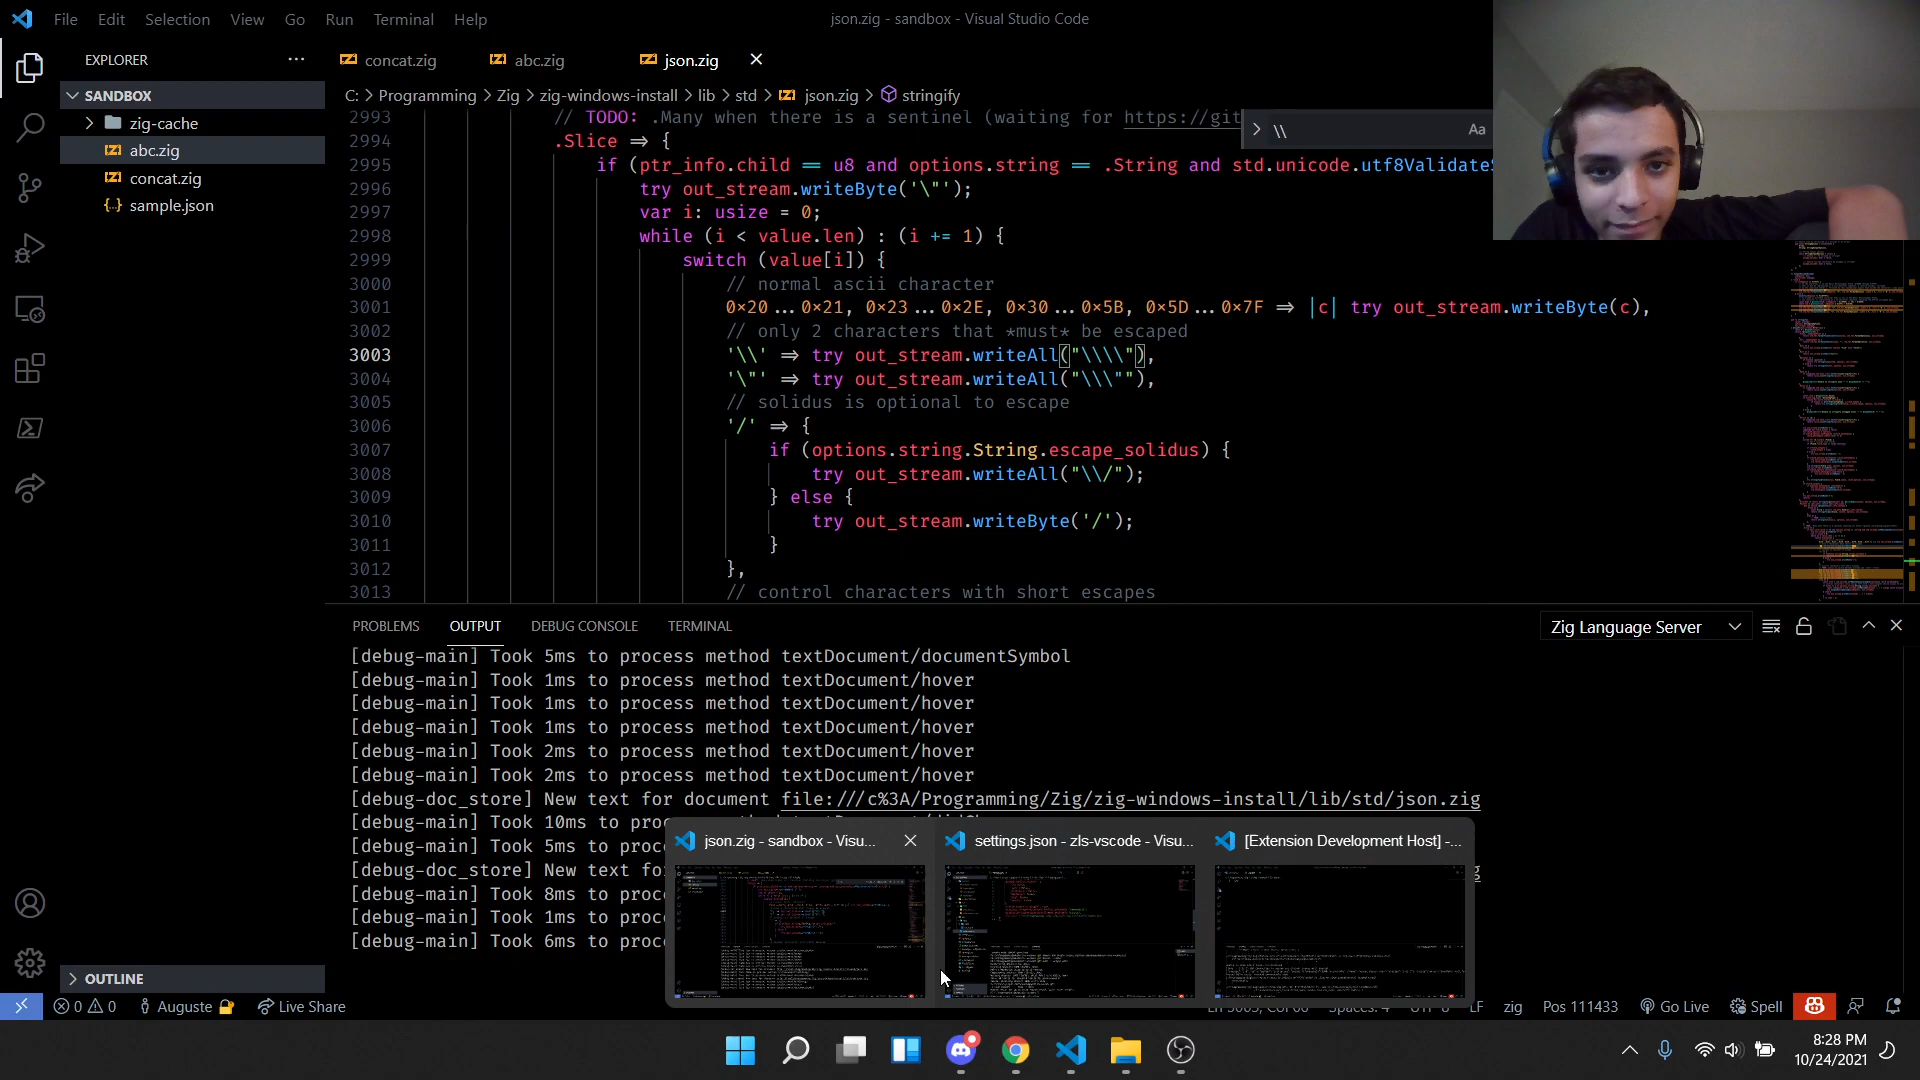 File Edit Selection View Go Run Terminal Help
json.zig - sandbox - Visual Studio Code
EXPLORER
concat.zig
abc.zig
json.zig
SANDBOX
zig-cache
abc.zig
concat.zig
sample.json
C: > Programming > Zig > zig-windows-install > lib > std > json.zig > stringify
\\
Aa
2993 // TODO: .Many when there is a sentinel (waiting for https://git
2994 .Slice => {
2995 if (ptr_info.child == u8 and options.string == .String and std.unicode.utf8ValidateS
2996 try out_stream.writeByte('\"');
2997 var i: usize = 0;
2998 while (i < value.len) : (i += 1) {
2999 switch (value[i]) {
3000 // normal ascii character
3001 0x20...0x21, 0x23...0x2E, 0x30...0x5B, 0x5D...0x7F => |c| try out_stream.writeByte(c),
3002 // only 2 characters that *must* be escaped
3003 '\\' => try out_stream.writeAll("\\\\"),
3004 '\"' => try out_stream.writeAll("\\\""),
3005 // solidus is optional to escape
3006 '/' => {
3007 if (options.string.String.escape_solidus) {
3008 try out_stream.writeAll("\\/");
3009 } else {
3010 try out_stream.writeByte('/');
3011 }
3012 },
3013 // control characters with short escapes
PROBLEMS OUTPUT DEBUG CONSOLE TERMINAL
Zig Language Server
[debug-main] Took 5ms to process method textDocument/documentSymbol
[debug-main] Took 1ms to process method textDocument/hover
[debug-main] Took 1ms to process method textDocument/hover
[debug-main] Took 1ms to process method textDocument/hover
[debug-main] Took 2ms to process method textDocument/hover
[debug-main] Took 2ms to process method textDocument/hover
[debug-doc_store] New text for document file:///c%3A/Programming/Zig/zig-windows-install/lib/std/json.zig
[debug-main] Took 10ms to proc
[debug-main] Took 5ms to proc
[debug-doc_store] New text fo
[debug-main] Took 8ms to proc
[debug-main] Took 1ms to proc
[debug-main] Took 6ms to proc
json.zig - sandbox - Visu...
settings.json - zls-vscode - Visu...
[Extension Development Host] -...
OUTLINE
0 0 Auguste Live Share
LF zig Pos 111433 Go Live Spell
8:28 PM
10/24/2021